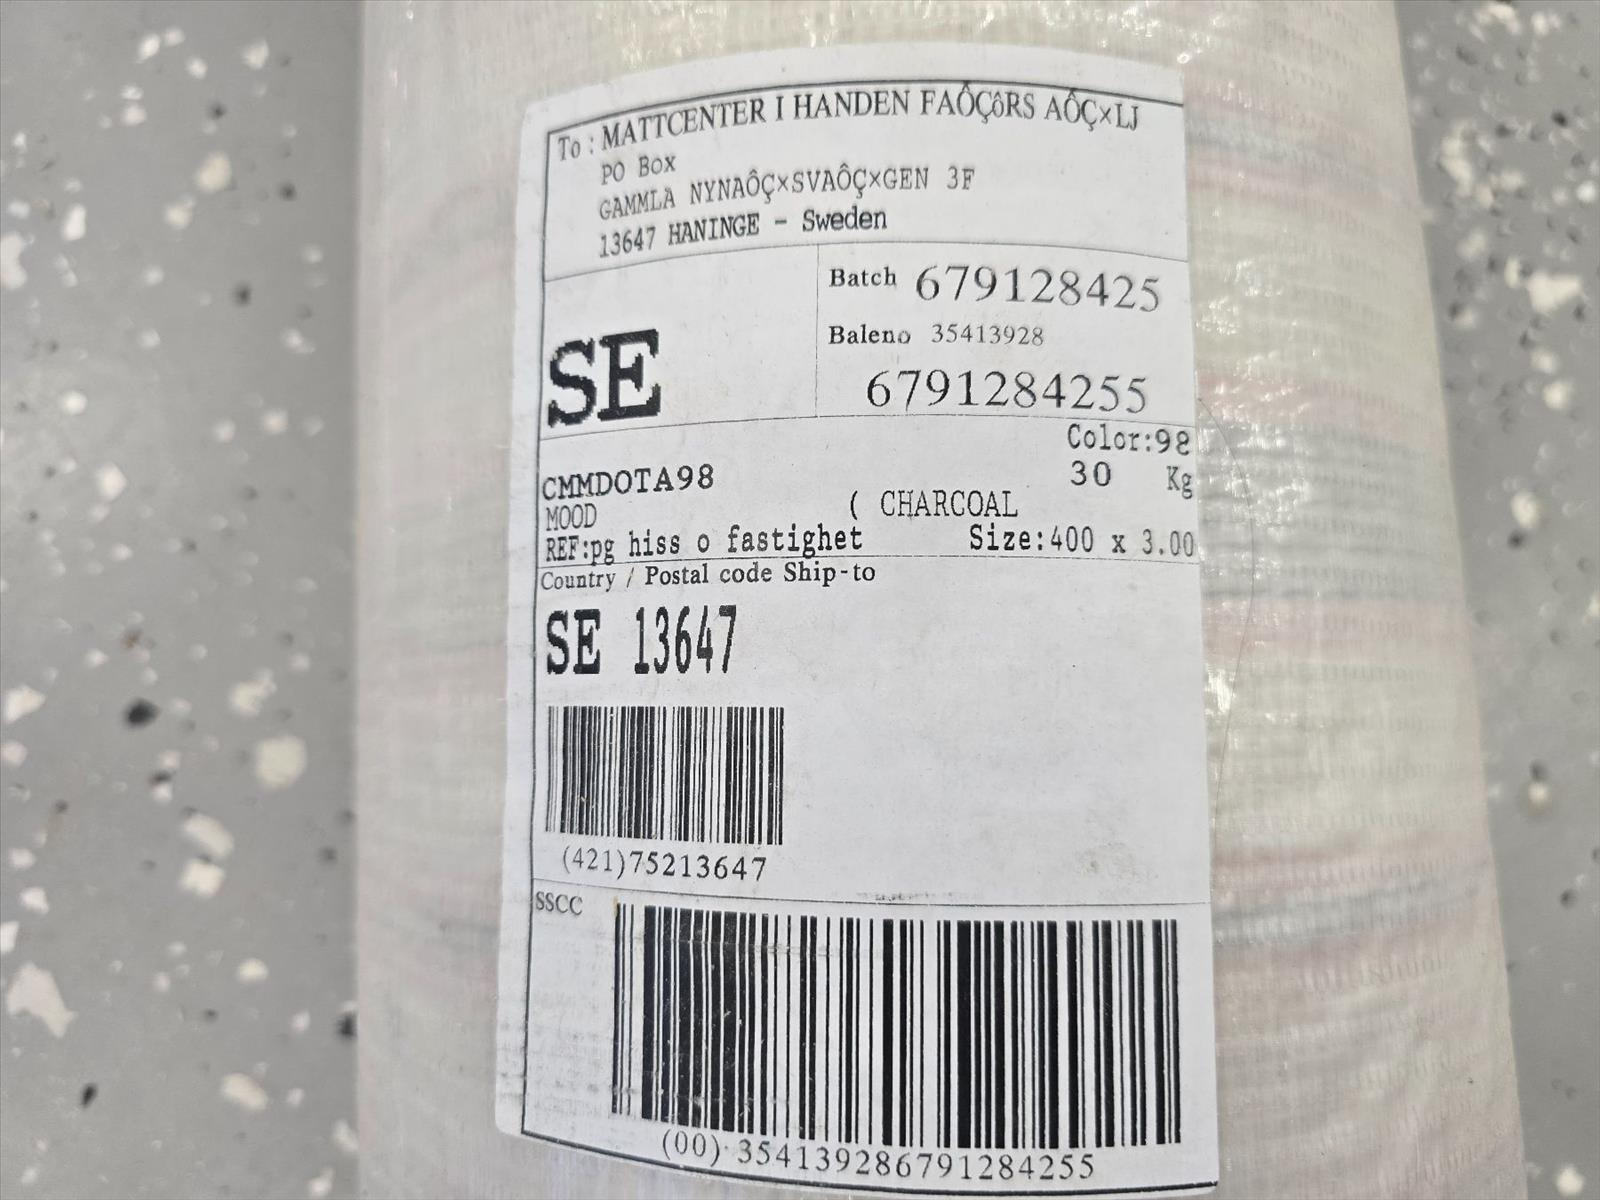 To : MATTCENTER I HANDEN FAÔÇôRS AÔÇ×LJ
PO Box
GAMMLA NYNAÔÇ×SVAÔÇ×GEN 3F
13647 HANINGE - Sweden
Batch 679128425
Baleno 35413928
SE
6791284255
Color:98
CMMDOTA98
30 Kg
MOOD ( CHARCOAL
REF:pg hiss o fastighet Size:400 x 3.00
Country / Postal code Ship-to
SE 13647
(421)75213647
SSCC
(00) 354139286791284255